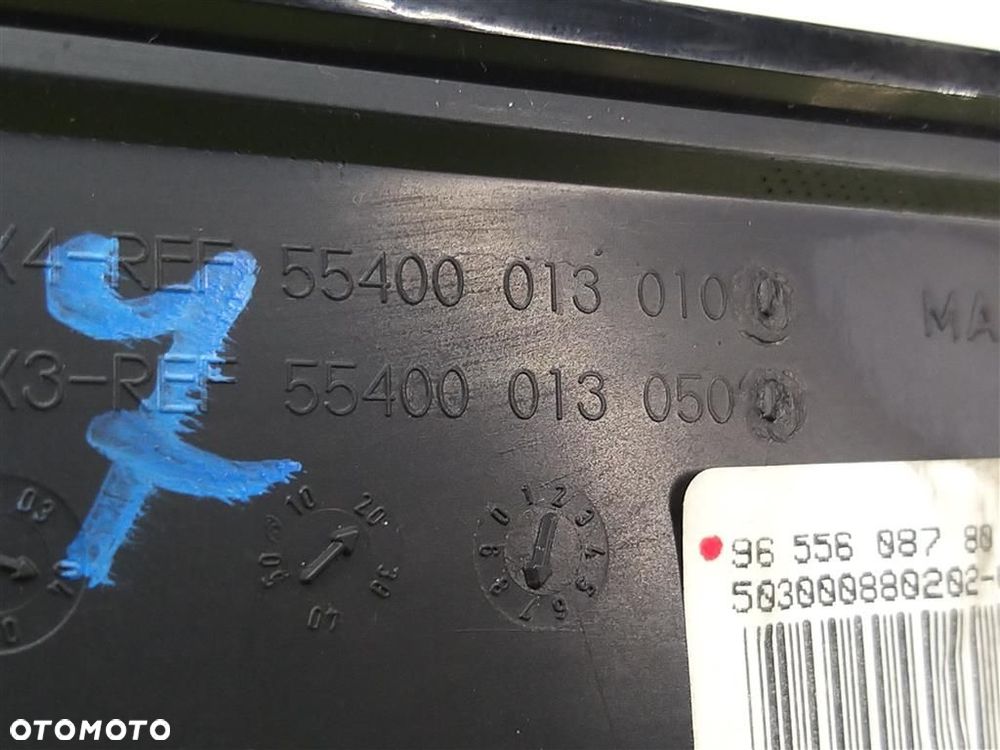 X4-REF 55400 013 010
X3-REF 55400 013 050
MA
03
10 20 30 40 50
0 1 2 3 4 5 6 7 8
96 556 087 80
503000880202-
OTOMOTO